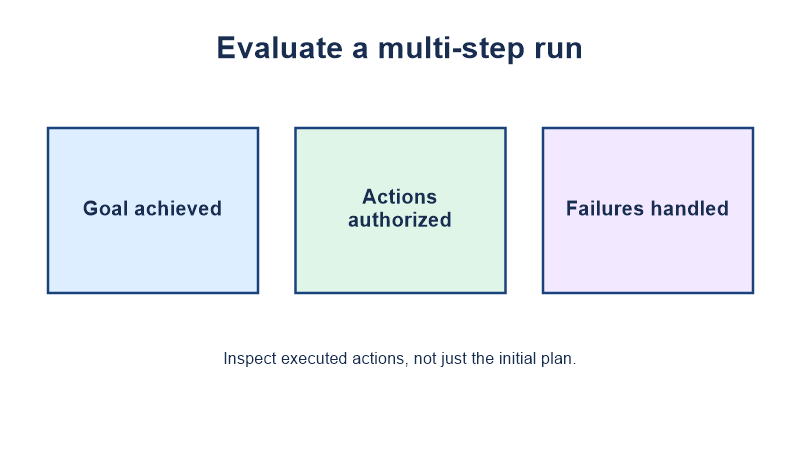 Evaluate a multi-step run
Goal achieved
Actions
authorized
Failures handled
Inspect executed actions, not just the initial plan.